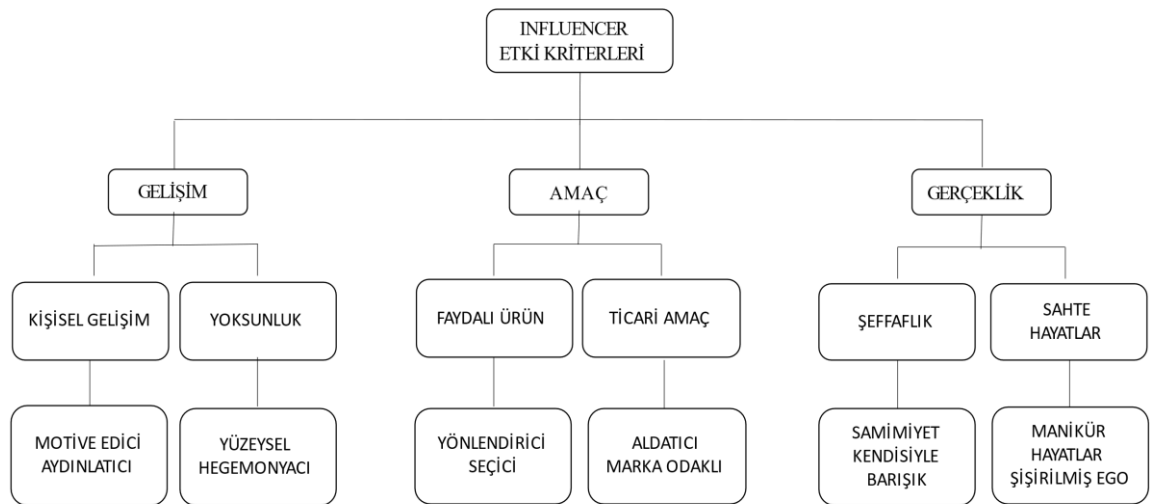 INFLUENCER
ETKİ KRİTERLERİ
GELİŞİM
AMAÇ
GERÇEKLİK
KİŞİSEL GELİŞİM
YOKSUNLUK
FAYDALI ÜRÜN
TİCARİ AMAÇ
ŞEFFAFLIK
SAHTE
HAYATLAR
MOTİVE EDİCİ
AYDINLATICI
YÜZEYSEL
HEGEMONYACI
YÖNLENDİRİCİ
SEÇİCİ
ALDATICI
MARKA ODAKLI
SAMİMİYET
KENDİSİYLE
BARIŞIK
MANİKÜR
HAYATLAR
ŞİŞİRİLMİŞ EGO